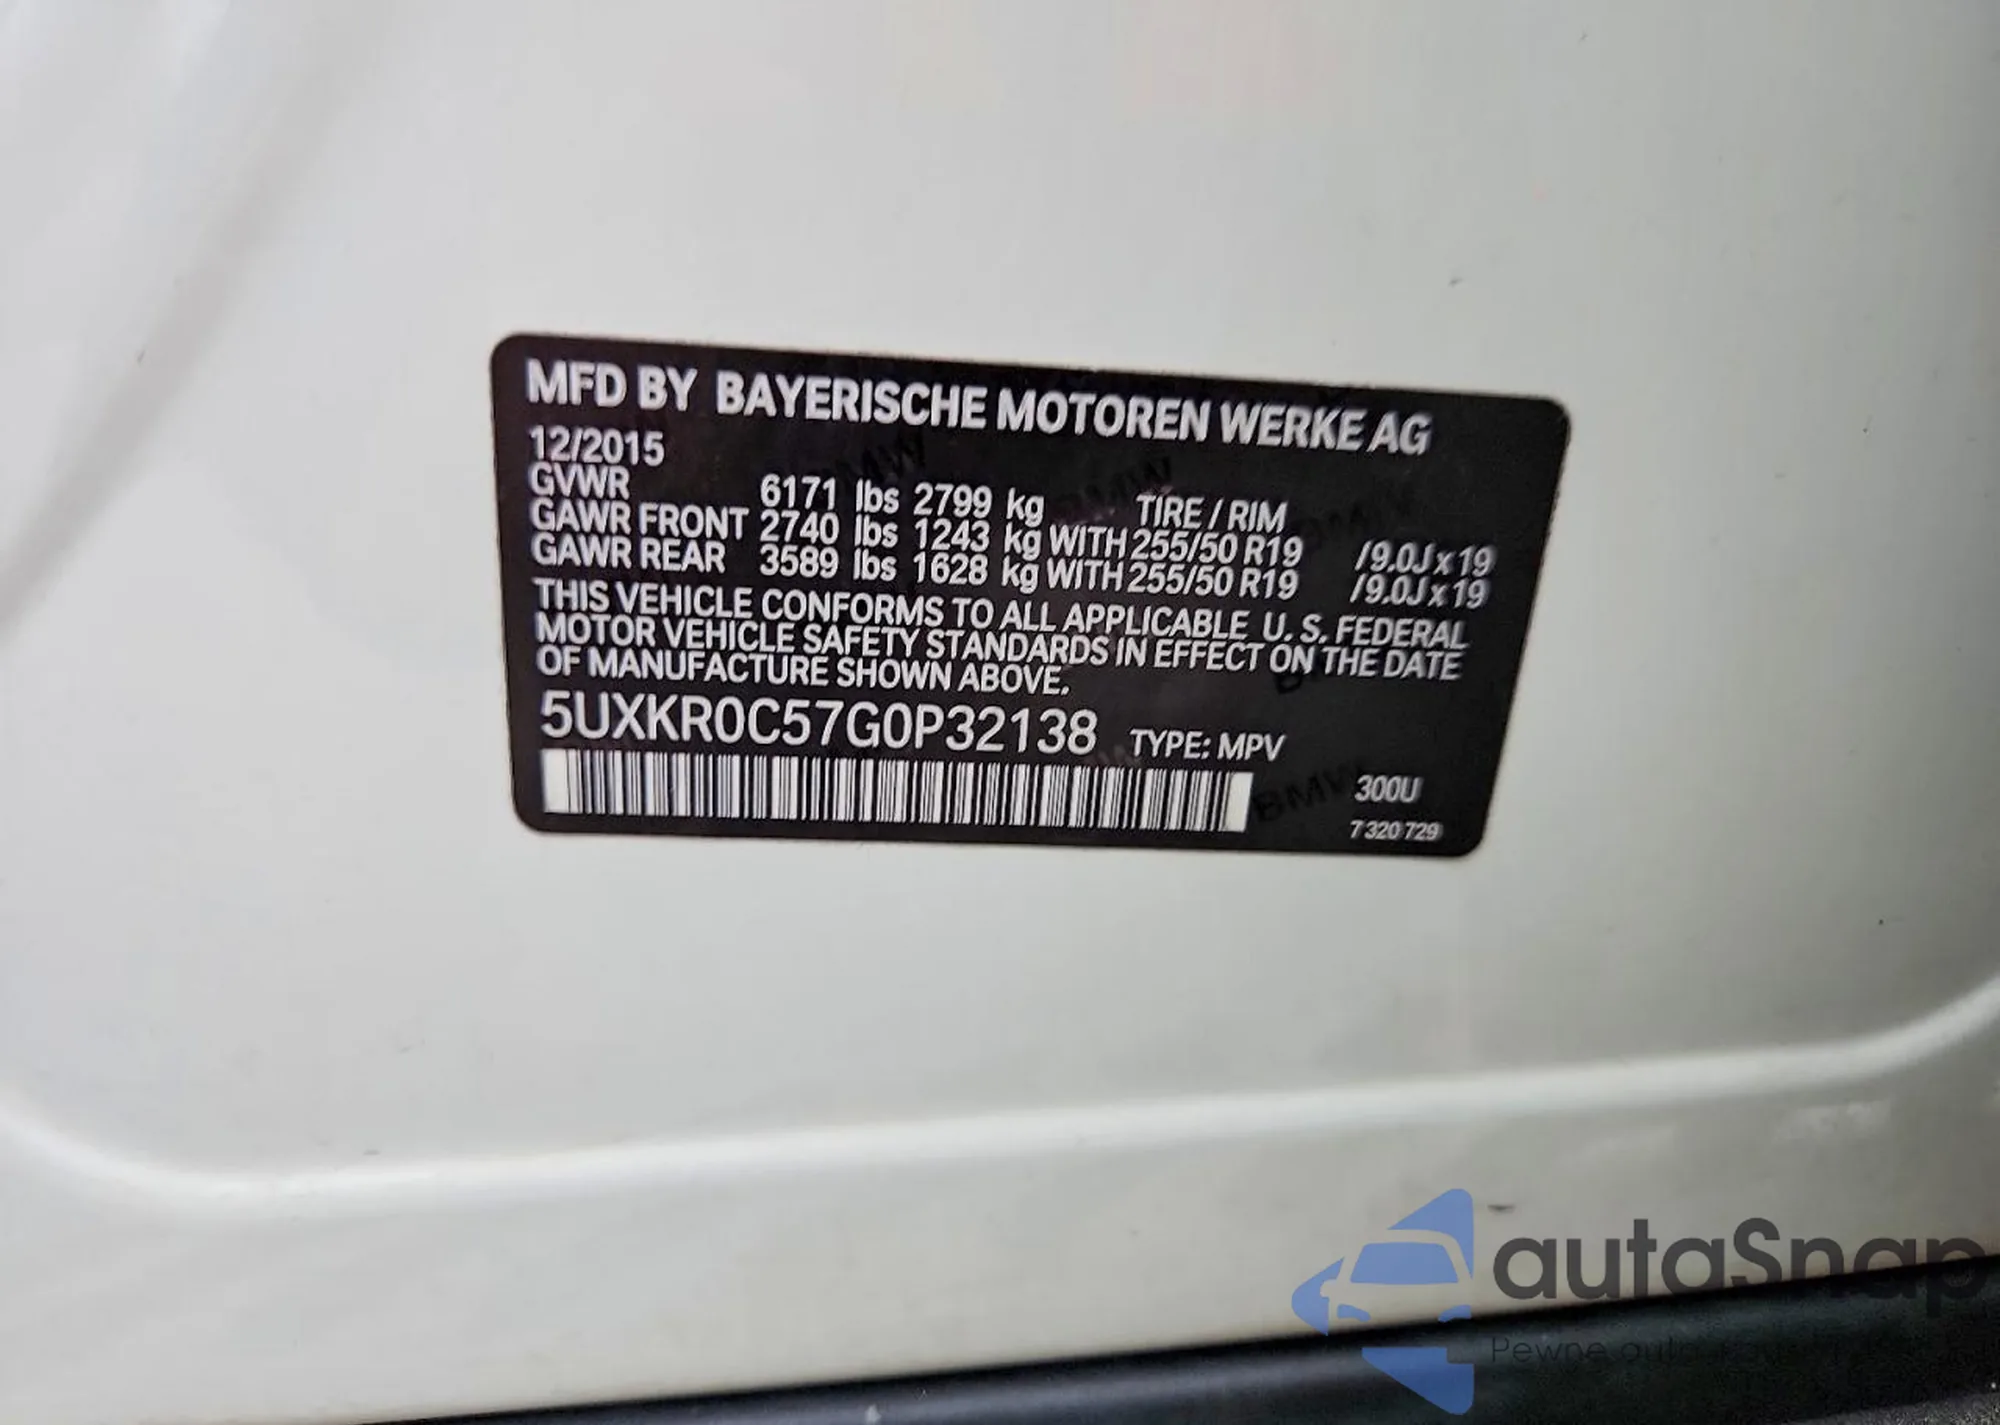 MFD BY BAYERISCHE MOTOREN WERKE AG
12/2015
GVWR 6171 lbs 2799 kg TIRE / RIM
GAWR FRONT 2740 lbs 1243 kg WITH 255/50 R19 /9.0J x 19
GAWR REAR 3589 lbs 1628 kg WITH 255/50 R19 /9.0J x 19
THIS VEHICLE CONFORMS TO ALL APPLICABLE U.S. FEDERAL
MOTOR VEHICLE SAFETY STANDARDS IN EFFECT ON THE DATE
OF MANUFACTURE SHOWN ABOVE.
5UXKR0C57G0P32138 TYPE: MPV
300U
7 320 729
autaSnap
Pewne